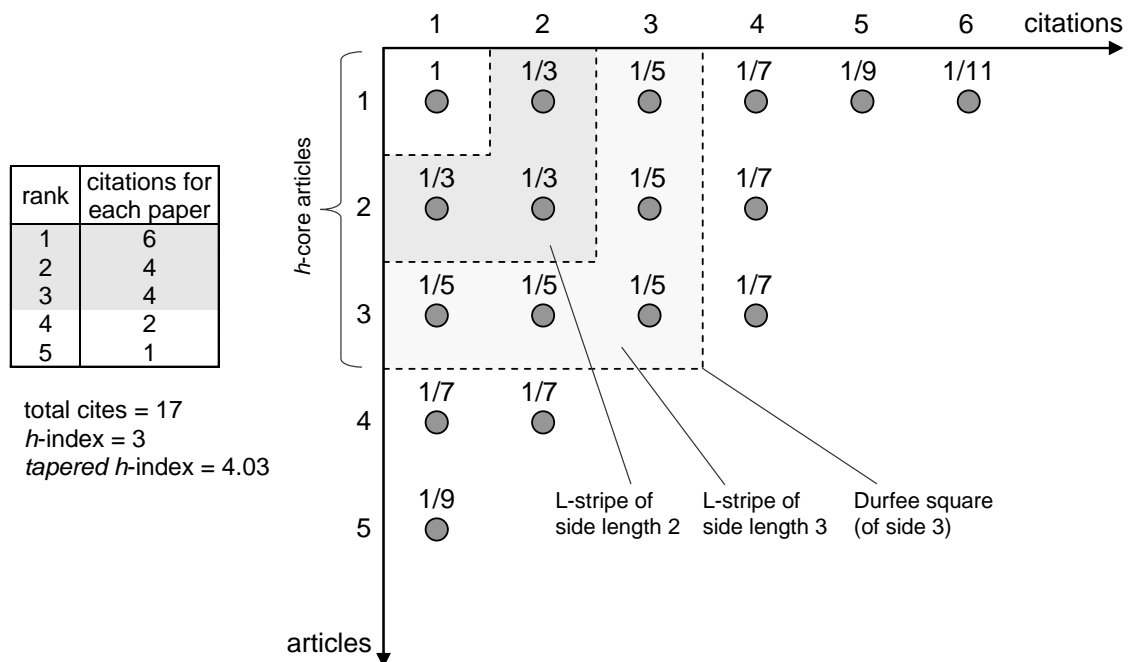 1 2 3 4 5 6 citations
1 1/3 1/5 1/7 1/9 1/11
1
1/3 1/3 1/5 1/7
2
1/5 1/5 1/5 1/7
3
1/7 1/7
4
1/9
5
articles
h-core articles
rank citations for each paper
1 6
2 4
3 4
4 2
5 1
total cites = 17
h-index = 3
tapered h-index = 4.03
L-stripe of
side length 2
L-stripe of
side length 3
Durfee square
(of side 3)